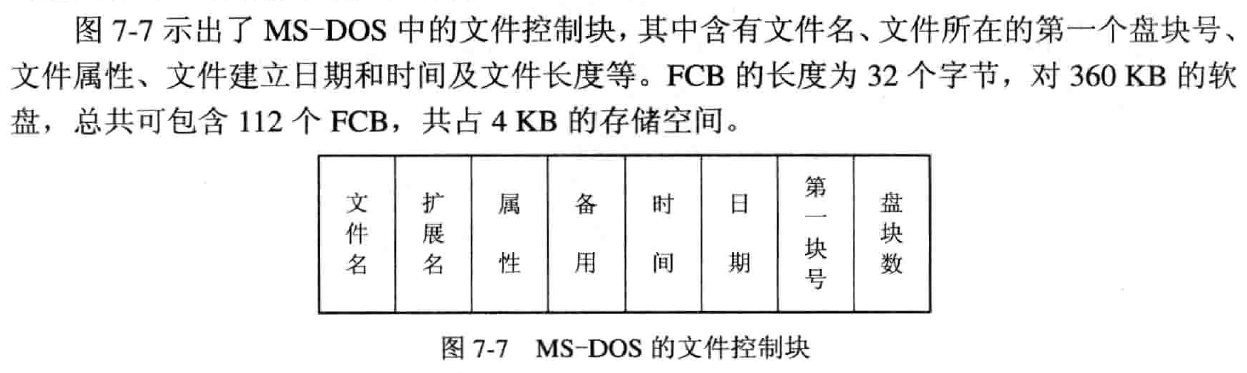 图 7-7 示出了 MS-DOS 中的文件控制块，其中含有文件名、文件所在的第一个盘块号、
文件属性、文件建立日期和时间及文件长度等。FCB 的长度为 32 个字节，对 360 KB 的软
盘，总共可包含 112 个 FCB，共占 4 KB 的存储空间。
文件名 扩展名 属性 备用 时间 日期 第一块号 盘块数
图 7-7 MS-DOS 的文件控制块